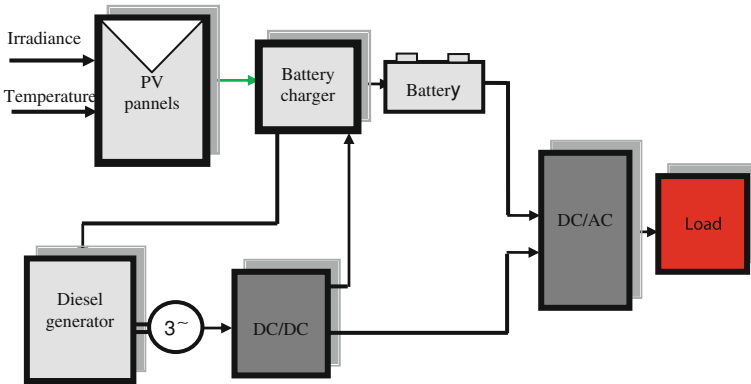 Irradiance
Temperature
PV
pannels
Battery
charger
Battery
DC/AC
Load
Diesel
generator
3~
DC/DC